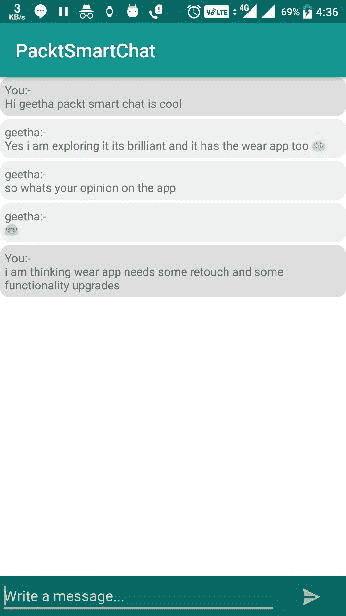 3
KB/s
VoLTE
4G
69%
4:36
PacktSmartChat
You:-
Hi geetha packt smart chat is cool
geetha:-
Yes i am exploring it its brilliant and it has the wear app too
geetha:-
so whats your opinion on the app
geetha:-
You:-
i am thinking wear app needs some retouch and some
functionality upgrades
Write a message...